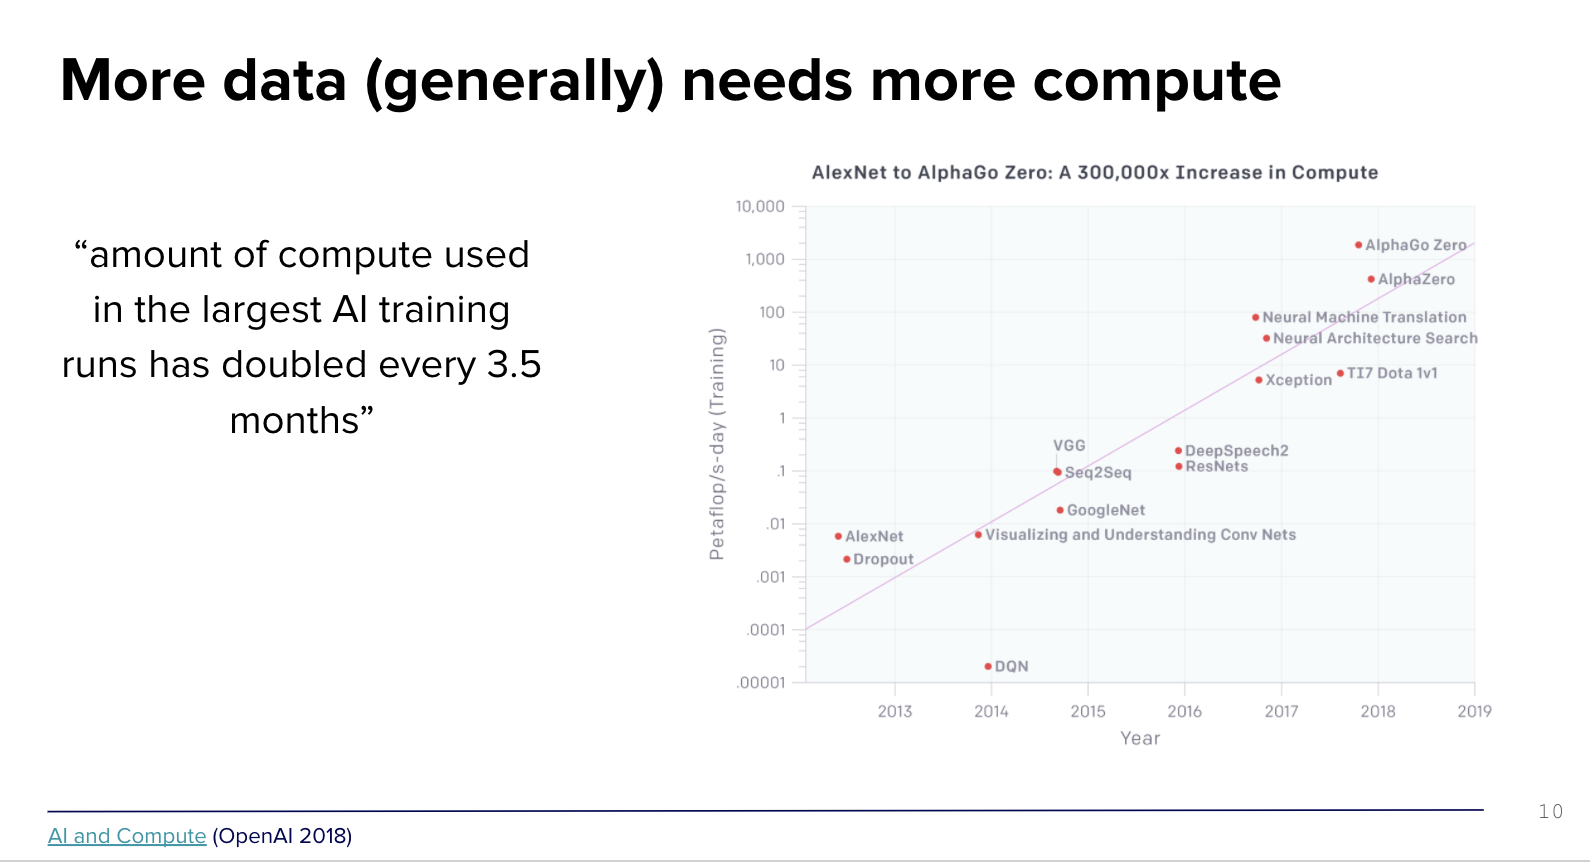 More data (generally) needs more compute
“amount of compute used
in the largest AI training
runs has doubled every 3.5
months”
AlexNet to AlphaGo Zero: A 300,000x Increase in Compute
Petaflop/s-day (Training)
10,000
1,000
100
10
1
.1
.01
.001
.0001
.00001
AlphaGo Zero
AlphaZero
Neural Machine Translation
Neural Architecture Search
TI7 Dota 1v1
Xception
VGG
DeepSpeech2
ResNets
Seq2Seq
GoogleNet
Visualizing and Understanding Conv Nets
AlexNet
Dropout
DQN
2013 2014 2015 2016 2017 2018 2019
Year
AI and Compute (OpenAI 2018)
10